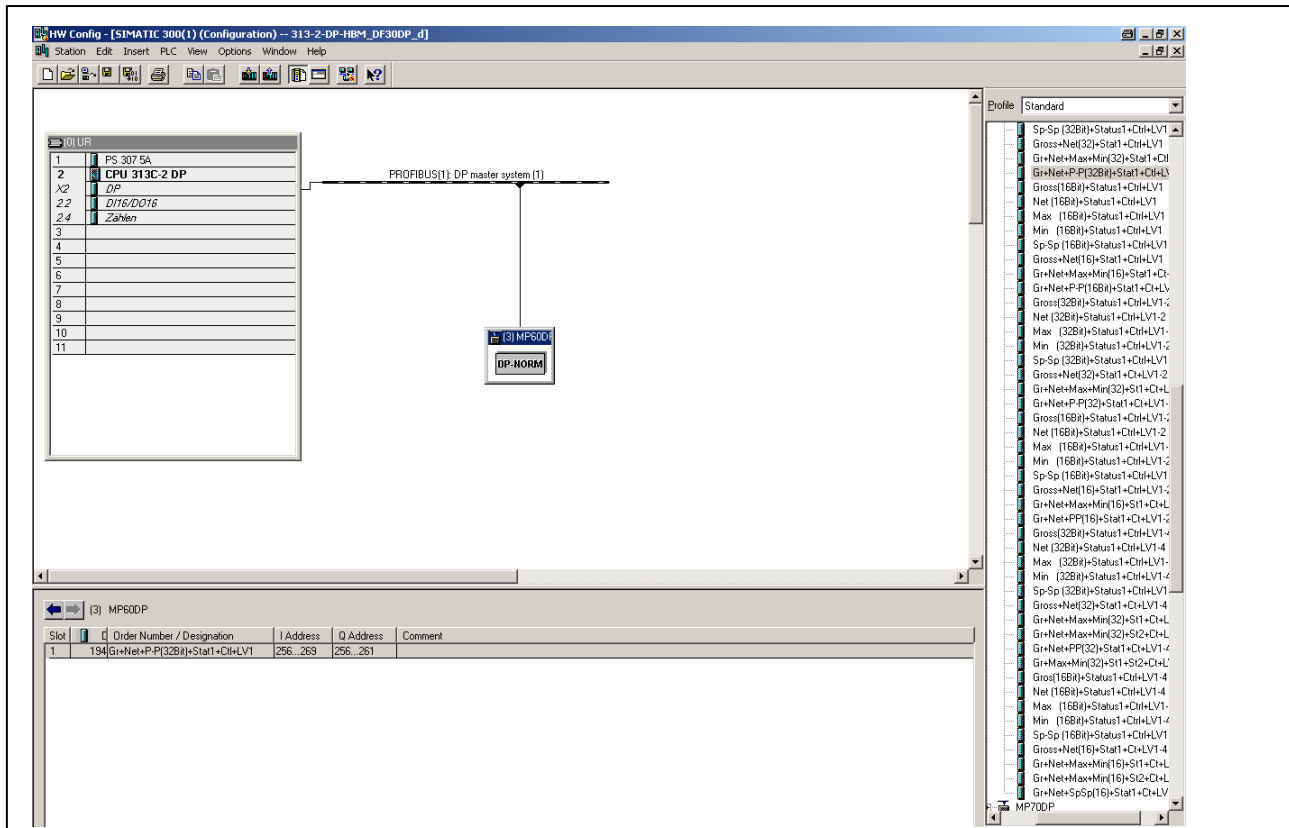 HW Config - [SIMATIC 300(1) (Configuration) -- 313-2-DP-HBM_DF30DP_d]
Station Edit Insert PLC View Options Window Help
(0) UR
1 PS 307 5A
2 CPU 313C-2 DP
X2 DP
2.2 DI16/DO16
2.4 Zählen
3
4
5
6
7
8
9
10
11
PROFIBUS(1): DP master system (1)
(3) MP60DP
DP-NORM
(3) MP60DP
Slot D Order Number / Designation I Address Q Address Comment
1 194 Gr+Net+P-P(32Bit)+Stat1+Ctl+LV1 256...269 256...261
Profile Standard
Sp-Sp (32Bit)+Status1+Ctrl+LV1
Gross+Net(32)+Stat1+Ctrl+LV1
Gr+Net+Max+Min(32)+Stat1+Ctl
Gr+Net+P-P(32Bit)+Stat1+Ctl+LV
Gross(16Bit)+Status1+Ctrl+LV1
Net (16Bit)+Status1+Ctrl+LV1
Max (16Bit)+Status1+Ctrl+LV1
Min (16Bit)+Status1+Ctrl+LV1
Sp-Sp (16Bit)+Status1+Ctrl+LV1
Gross+Net(16)+Stat1+Ctrl+LV1
Gr+Net+Max+Min(16)+Stat1+Ct-
Gr+Net+P-P(16Bit)+Stat1+Ct+LV
Gross(32Bit)+Status1+Ctrl+LV1-2
Net (32Bit)+Status1+Ctrl+LV1-2
Max (32Bit)+Status1+Ctrl+LV1-
Min (32Bit)+Status1+Ctrl+LV1-2
Sp-Sp (32Bit)+Status1+Ctrl+LV1
Gross+Net(32)+Stat1+Ct+LV1-2
Gr+Net+Max+Min(32)+St1+Ct+L
Gr+Net+P-P(32)+Stat1+Ct+LV1-
Gross(16Bit)+Status1+Ctrl+LV1-2
Net (16Bit)+Status1+Ctrl+LV1-2
Max (16Bit)+Status1+Ctrl+LV1-
Min (16Bit)+Status1+Ctrl+LV1-2
Sp-Sp (16Bit)+Status1+Ctrl+LV1
Gross+Net(16)+Stat1+Ctrl+LV1-2
Gr+Net+Max+Min(16)+St1+Ct+L
Gr+Net+PP(16)+Stat1+Ct+LV1-2
Gross(32Bit)+Status1+Ctrl+LV1-4
Net (32Bit)+Status1+Ctrl+LV1-4
Max (32Bit)+Status1+Ctrl+LV1-
Min (32Bit)+Status1+Ctrl+LV1-4
Sp-Sp (32Bit)+Status1+Ctrl+LV1
Gross+Net(32)+Stat1+Ct+LV1-4
Gr+Net+Max+Min(32)+St1+Ct+L
Gr+Net+Max+Min(32)+St2+Ct+L
Gr+Net+PP(32)+Stat1+Ct+LV1-4
Gr+Max+Min(32)+St1+St2+Ct+L
Gros(16Bit)+Status1+Ctrl+LV1-4
Net (16Bit)+Status1+Ctrl+LV1-4
Max (16Bit)+Status1+Ctrl+LV1-
Min (16Bit)+Status1+Ctrl+LV1-4
Sp-Sp (16Bit)+Status1+Ctrl+LV1
Gross+Net(16)+Stat1+Ct+LV1-4
Gr+Net+Max+Min(16)+St1+Ct+L
Gr+Net+Max+Min(16)+St2+Ct+L
Gr+Net+SpSp(16)+Stat1+Ct+LV
MP70DP